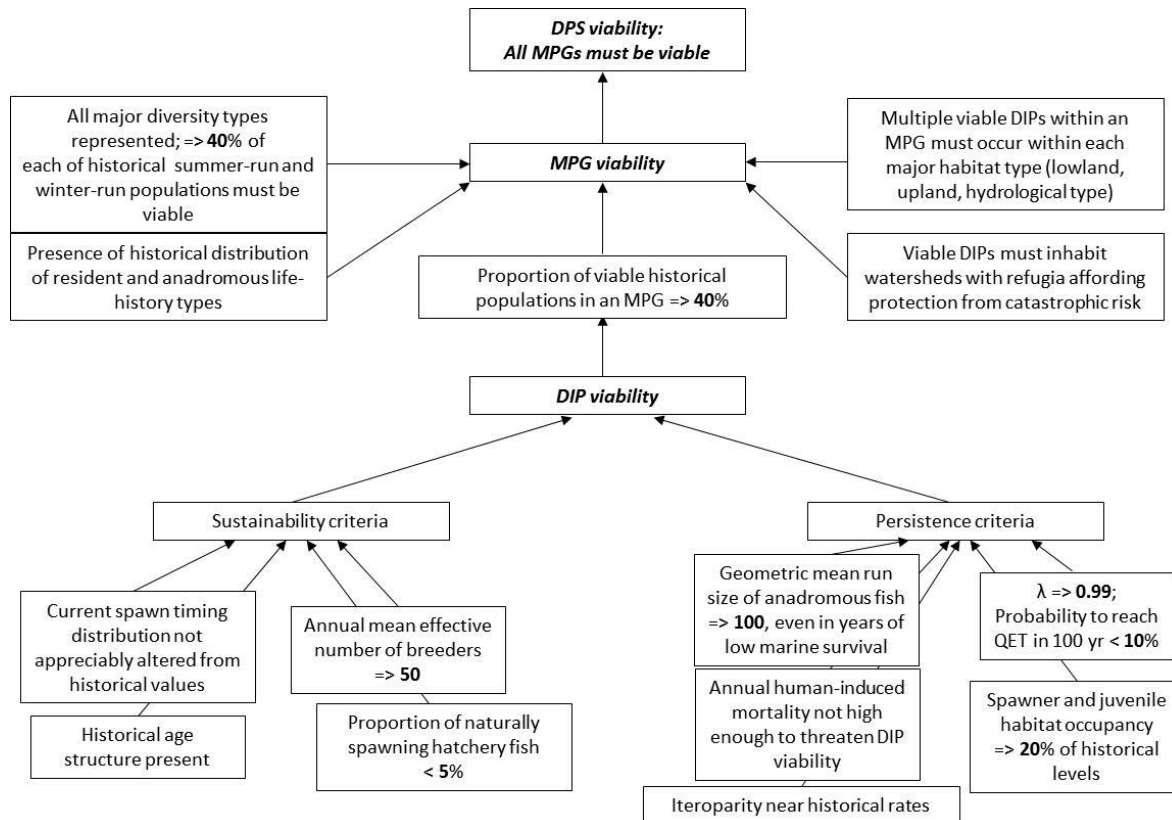 DPS viability:
All MPGs must be viable
All major diversity types
represented; => 40% of
each of historical summer-run and
winter-run populations must be
viable
MPG viability
Multiple viable DIPs within an
MPG must occur within each
major habitat type (lowland,
upland, hydrological type)
Presence of historical distribution
of resident and anadromous life-
history types
Proportion of viable historical
populations in an MPG => 40%
Viable DIPs must inhabit
watersheds with refugia affording
protection from catastrophic risk
DIP viability
Sustainability criteria
Persistence criteria
Current spawn timing
distribution not
appreciably altered from
historical values
Historical age
structure present
Annual mean effective
number of breeders
=> 50
Proportion of naturally
spawning hatchery fish
< 5%
Geometric mean run
size of anadromous fish
=> 100, even in years of
low marine survival
Annual human-induced
mortality not high
enough to threaten DIP
viability
Iteroparity near historical rates
λ => 0.99;
Probability to reach
QET in 100 yr < 10%
Spawner and juvenile
habitat occupancy
=> 20% of historical
levels